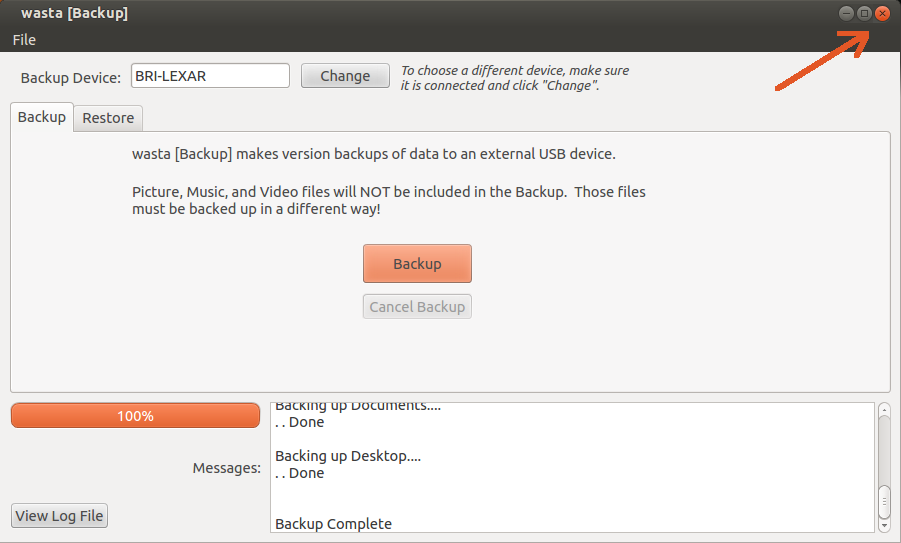 wasta [Backup]
File
Backup Device: BRI-LEXAR Change To choose a different device, make sure
it is connected and click "Change".
Backup Restore
wasta [Backup] makes version backups of data to an external USB device.
Picture, Music, and Video files will NOT be included in the Backup. Those files
must be backed up in a different way!
Backup
Cancel Backup
100%
Messages:
View Log File
Backing up Documents....
. . Done
Backing up Desktop....
. . Done
Backup Complete